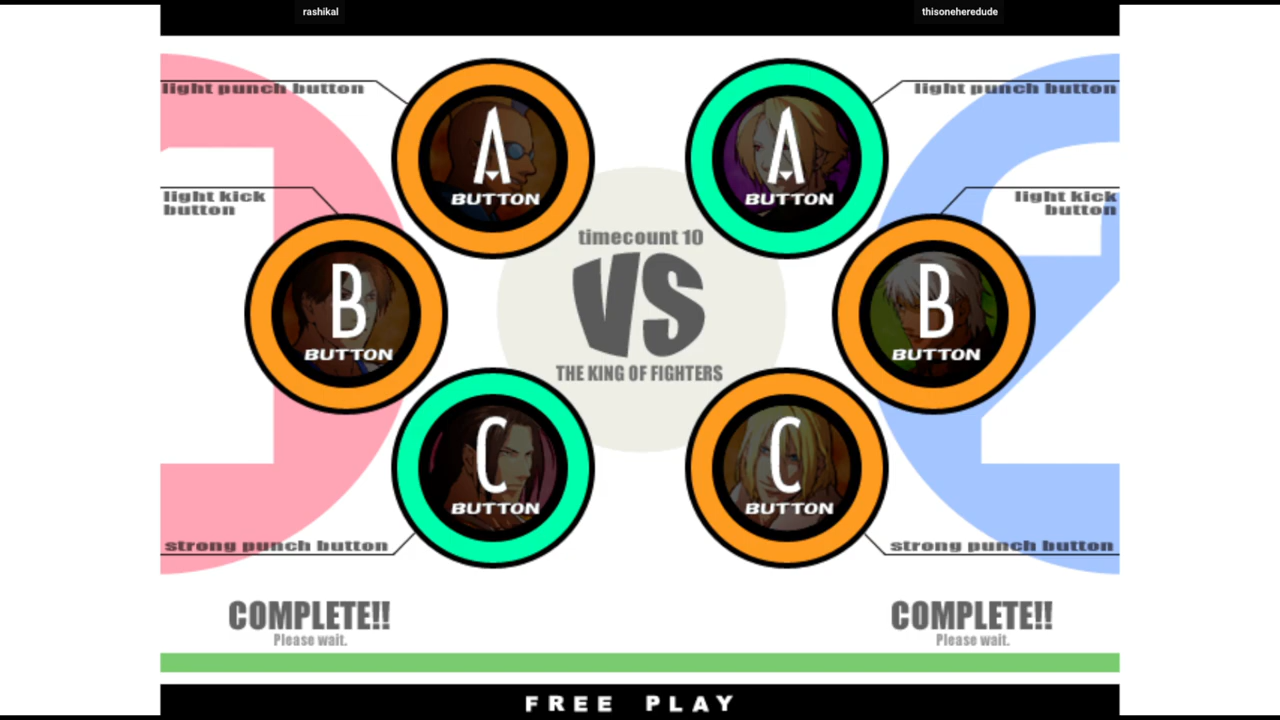 rashikal
thisoneheredude
light punch button
light punch button
A
BUTTON
A
BUTTON
light kick
button
light kick
button
timecount 10
VS
THE KING OF FIGHTERS
B
BUTTON
B
BUTTON
C
BUTTON
C
BUTTON
strong punch button
strong punch button
COMPLETE!!
Please wait.
COMPLETE!!
Please wait.
FREE PLAY
1
2